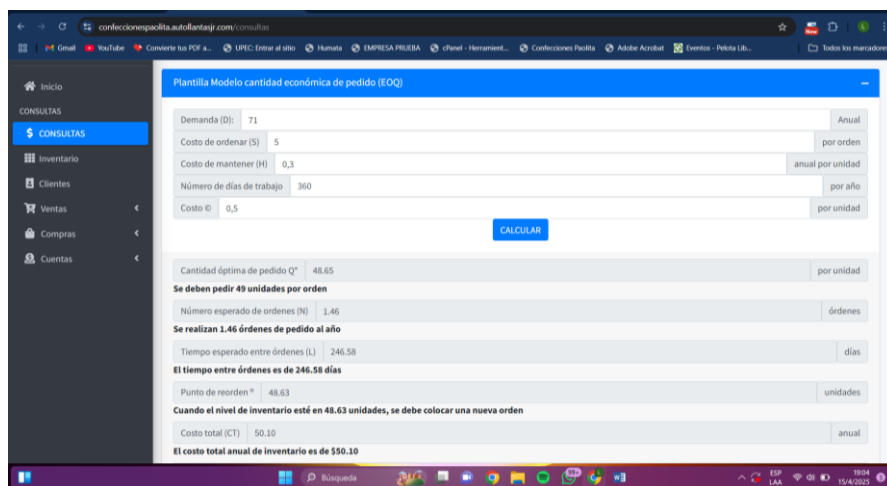 confeccionespaolita.autollantasjr.com/consultas
New
Gmail YouTube Convierte tus PDF a... UPEC: Entrar al sitio Humata EMPRESA PRUEBA cPanel - Herramient... Confecciones Paolita Adobe Acrobat Eventos - Pelota Lib... Todos los marcadores
Inicio
CONSULTAS
$ CONSULTAS
Inventario
Clientes
Ventas
Compras
Cuentas
Plantilla Modelo cantidad económica de pedido (EOQ)
Demanda (D): 71 Anual
Costo de ordenar (S) 5 por orden
Costo de mantener (H) 0,3 anual por unidad
Número de días de trabajo 360 por año
Costo © 0,5 por unidad
CALCULAR
Cantidad óptima de pedido Q* 48.65 por unidad
Se deben pedir 49 unidades por orden
Número esperado de ordenes (N) 1.46 órdenes
Se realizan 1.46 órdenes de pedido al año
Tiempo esperado entre órdenes (L) 246.58 días
El tiempo entre órdenes es de 246.58 días
Punto de reorden ® 48.63 unidades
Cuando el nivel de inventario esté en 48.63 unidades, se debe colocar una nueva orden
Costo total (CT) 50.10 anual
El costo total anual de inventario es de $50.10
Búsqueda
99+
ESP
LAA
19:04
15/4/2025